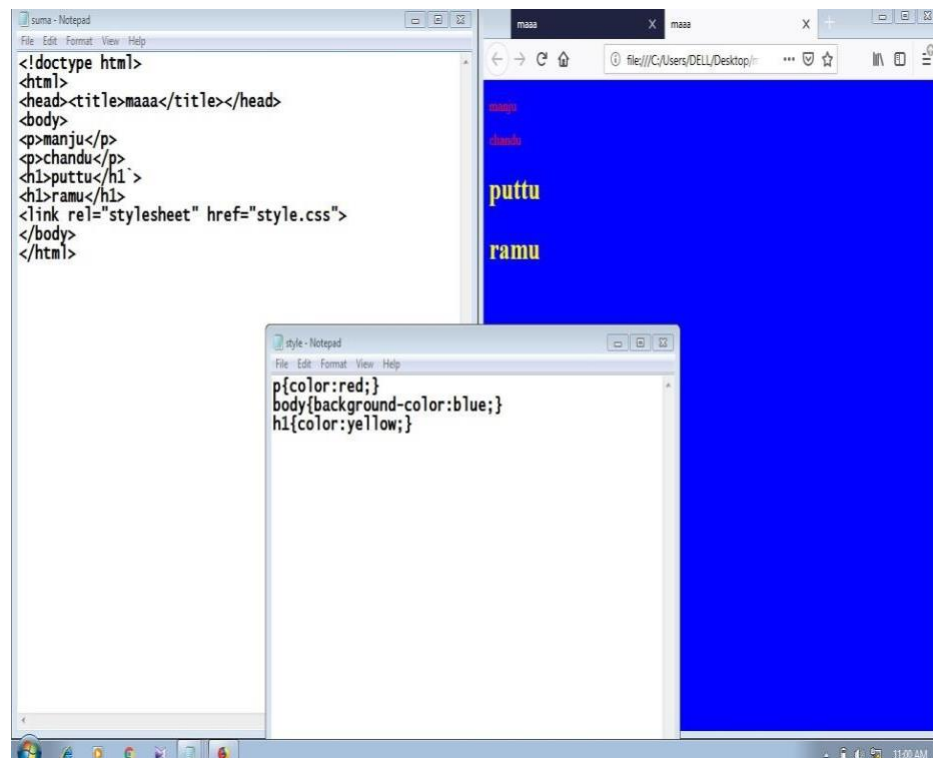 suma - Notepad
File Edit Format View Help
<!doctype html>
<html>
<head><title>maaa</title></head>
<body>
<p>manju</p>
<p>chandu</p>
<h1>puttu</h1`>
<h1>ramu</h1>
<link rel="stylesheet" href="style.css">
</body>
</html>
maaa X maaa X
file:///C:/Users/DELL/Desktop/
manju
chandu
puttu
ramu
style - Notepad
File Edit Format View Help
p{color:red;}
body{background-color:blue;}
h1{color:yellow;}
11:00 AM